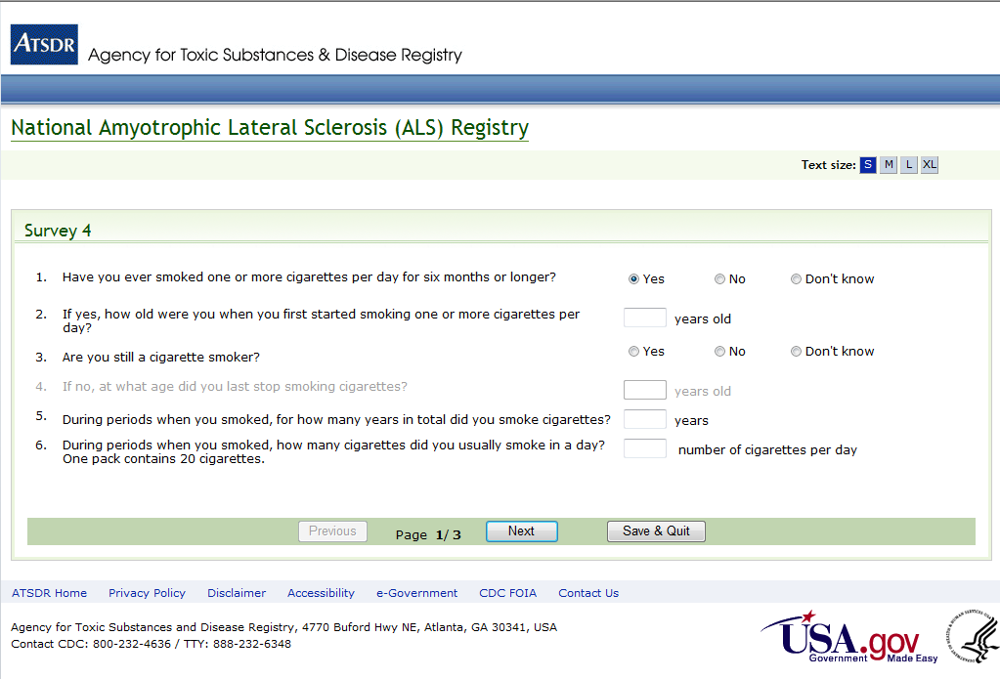 ATSDR Agency for Toxic Substances & Disease Registry
National Amyotrophic Lateral Sclerosis (ALS) Registry
Text size: S M L XL
Survey 4
1. Have you ever smoked one or more cigarettes per day for six months or longer? Yes No Don't know
2. If yes, how old were you when you first started smoking one or more cigarettes per
day? years old
3. Are you still a cigarette smoker? Yes No Don't know
4. If no, at what age did you last stop smoking cigarettes? years old
5. During periods when you smoked, for how many years in total did you smoke cigarettes? years
6. During periods when you smoked, how many cigarettes did you usually smoke in a day? number of cigarettes per day
One pack contains 20 cigarettes.
Previous Page 1/ 3 Next Save & Quit
ATSDR Home Privacy Policy Disclaimer Accessibility e-Government CDC FOIA Contact Us
Agency for Toxic Substances and Disease Registry, 4770 Buford Hwy NE, Atlanta, GA 30341, USA
Contact CDC: 800-232-4636 / TTY: 888-232-6348
USA.gov
Government Made Easy